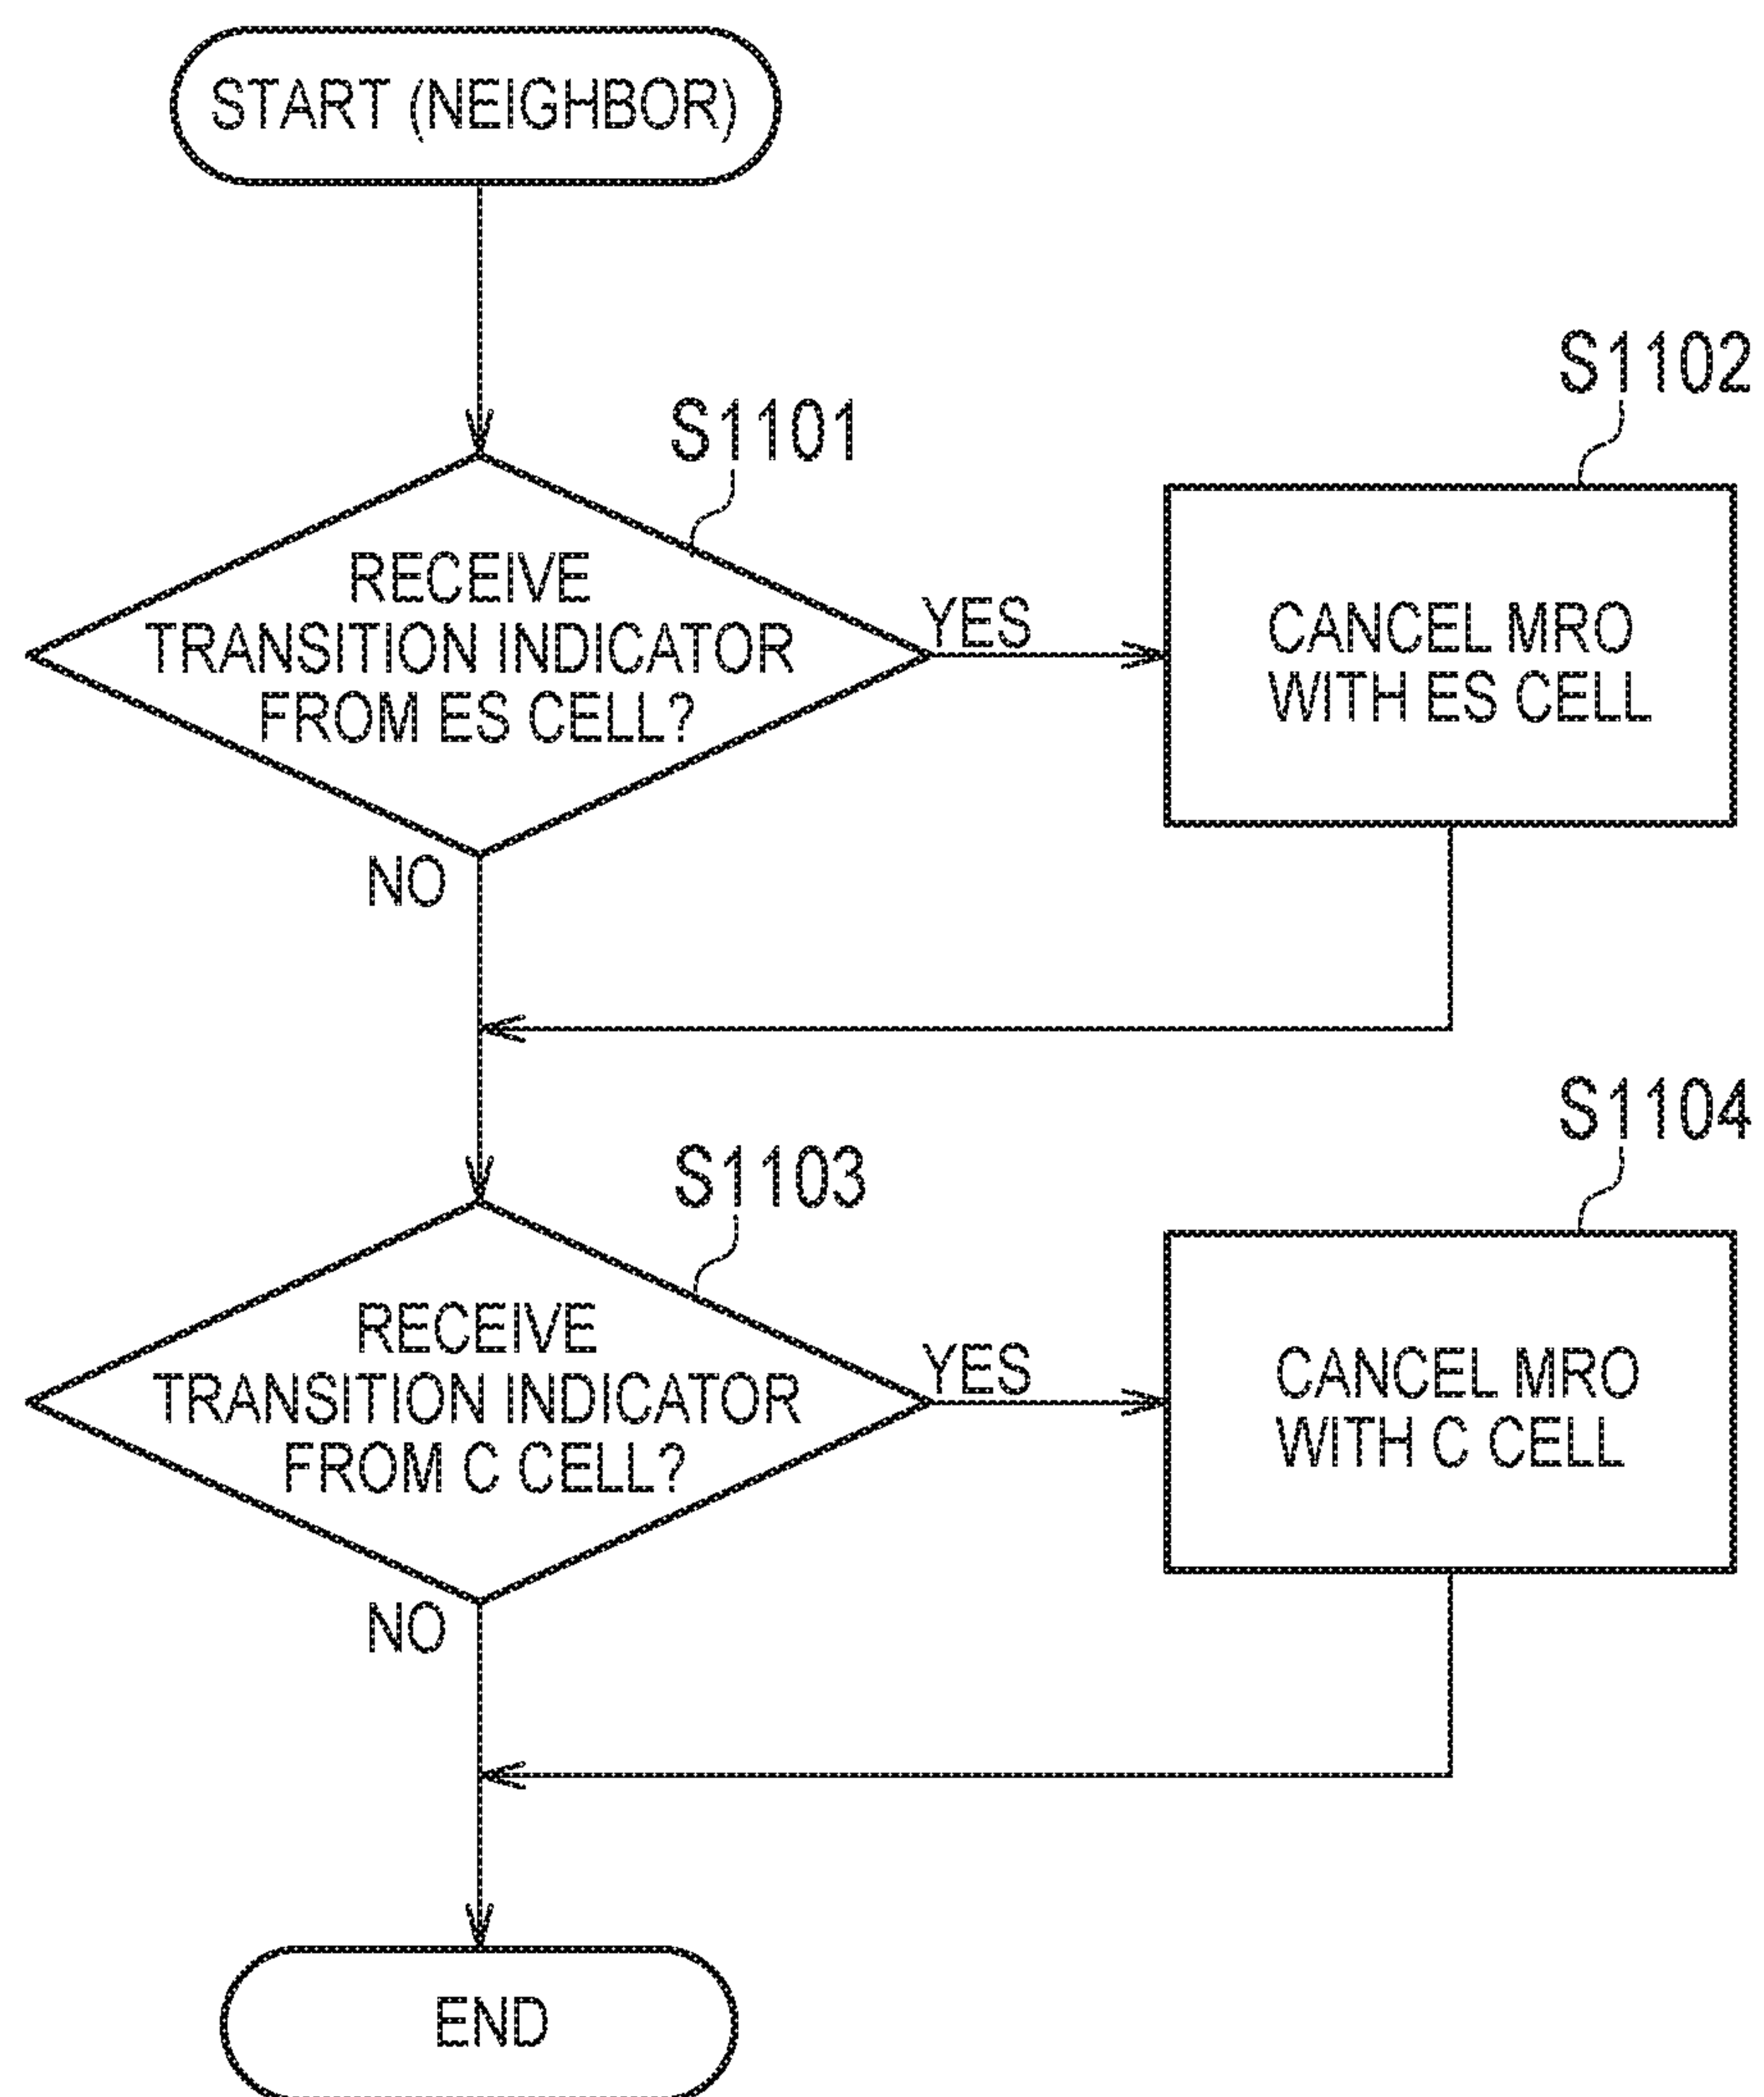 START (NEIGHBOR)
S1101
RECEIVE
TRANSITION INDICATOR
FROM ES CELL?
YES
S1102
CANCEL MRO
WITH ES CELL
NO
S1103
RECEIVE
TRANSITION INDICATOR
FROM C CELL?
YES
S1104
CANCEL MRO
WITH C CELL
NO
END